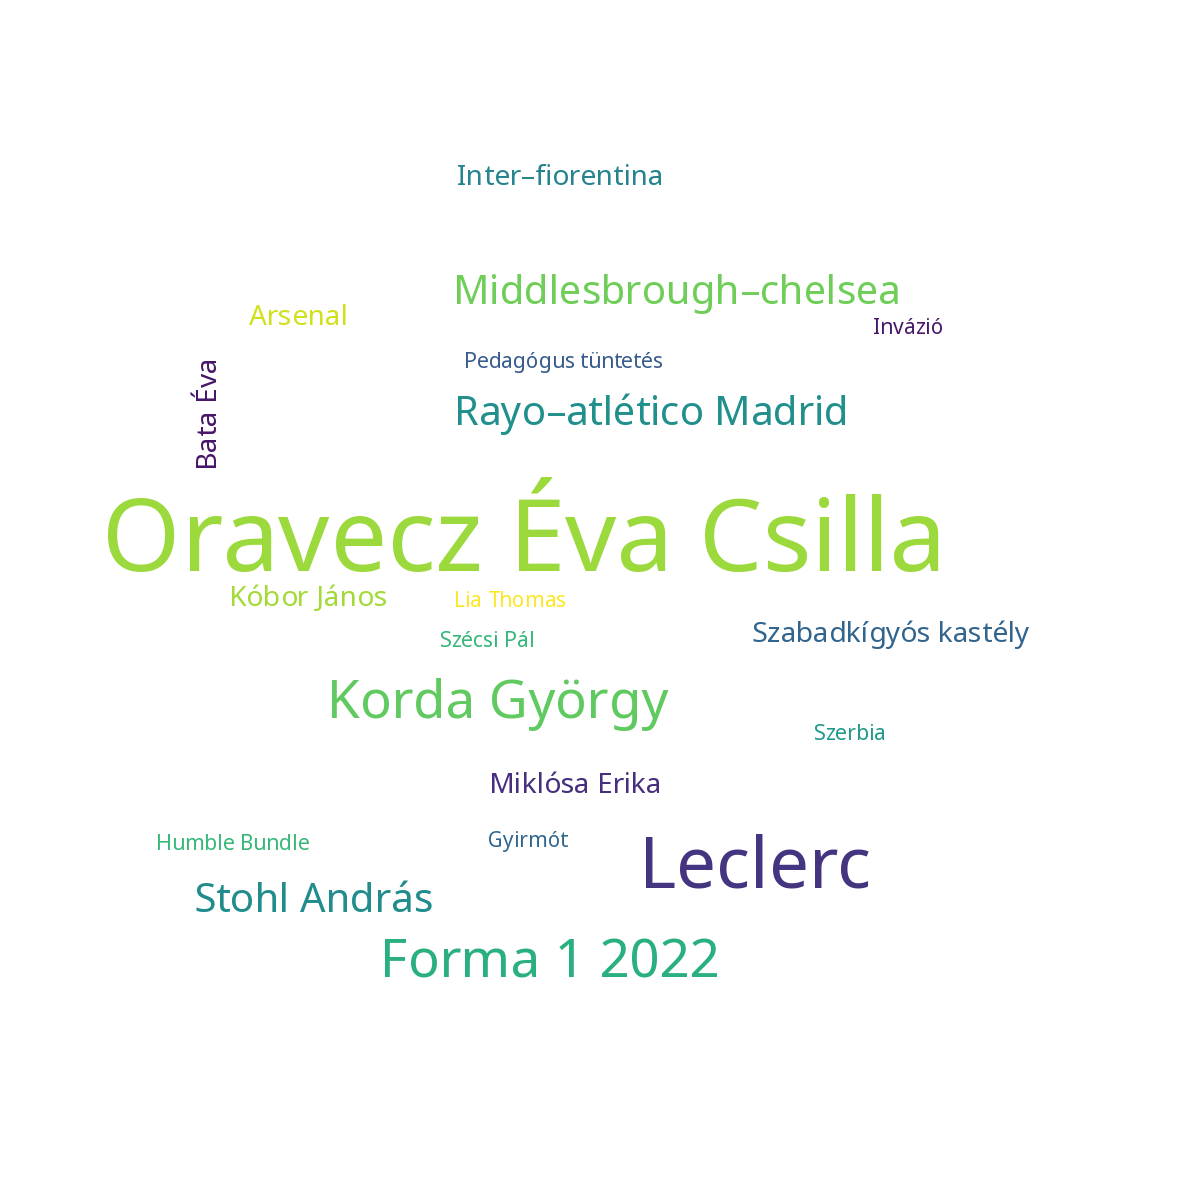 Inter–fiorentina
Middlesbrough–chelsea
Arsenal
Invázió
Pedagógus tüntetés
Bata Éva
Rayo–atlético Madrid
Oravecz Éva Csilla
Kóbor János
Lia Thomas
Szécsi Pál
Szabadkígyós kastély
Korda György
Szerbia
Miklósa Erika
Humble Bundle
Gyirmót
Leclerc
Stohl András
Forma 1 2022